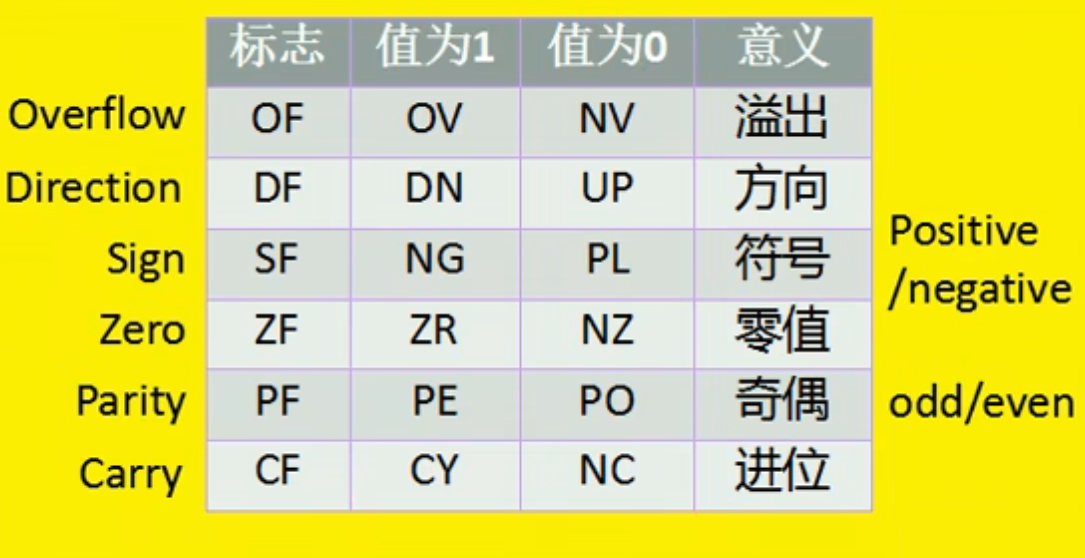 标志 值为1 值为0 意义
Overflow OF OV NV 溢出
Direction DF DN UP 方向
Sign SF NG PL 符号 Positive
/negative
Zero ZF ZR NZ 零值
Parity PF PE PO 奇偶 odd/even
Carry CF CY NC 进位